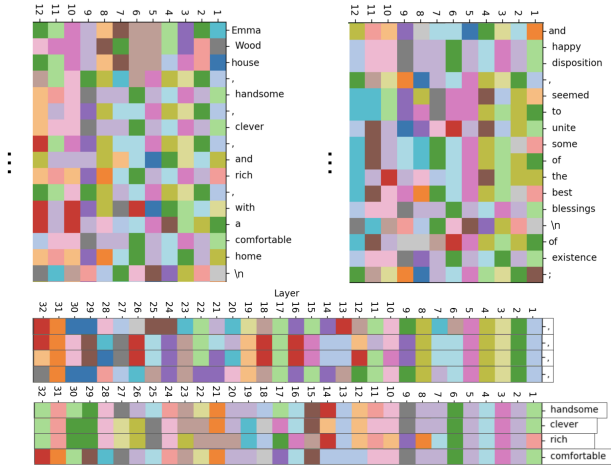 12 11 10 9 8 7 6 5 4 3 2 1
Emma
Wood
house
,
handsome
,
clever
,
and
rich
,
with
a
comfortable
home
\n
...
12 11 10 9 8 7 6 5 4 3 2 1
and
happy
disposition
,
seemed
to
unite
some
of
the
best
blessings
\n
of
existence
;
...
Layer
32 31 30 29 28 27 26 25 24 23 22 21 20 19 18 17 16 15 14 13 12 11 10 9 8 7 6 5 4 3 2 1
,
,
,
,
32 31 30 29 28 27 26 25 24 23 22 21 20 19 18 17 16 15 14 13 12 11 10 9 8 7 6 5 4 3 2 1
handsome
clever
rich
comfortable